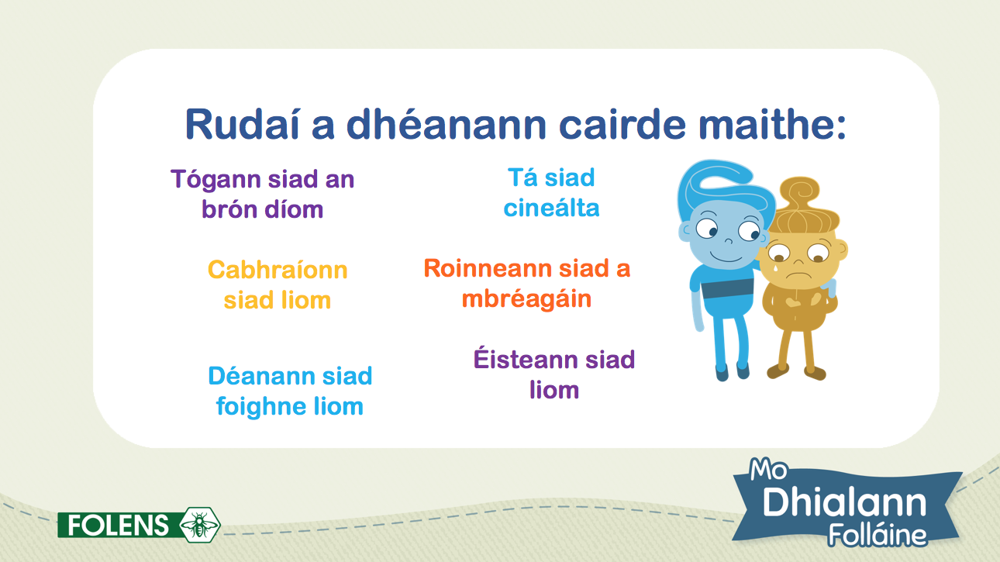 Rudaí a dhéanann cairde maithe:
Tógann siad an
brón díom
Tá siad
cineálta
Cabhraíonn
siad liom
Roinneann siad a
mbréagáin
Déanann siad
foighne liom
Éisteann siad
liom
FOLENS
Mo
Dhialann
Folláine